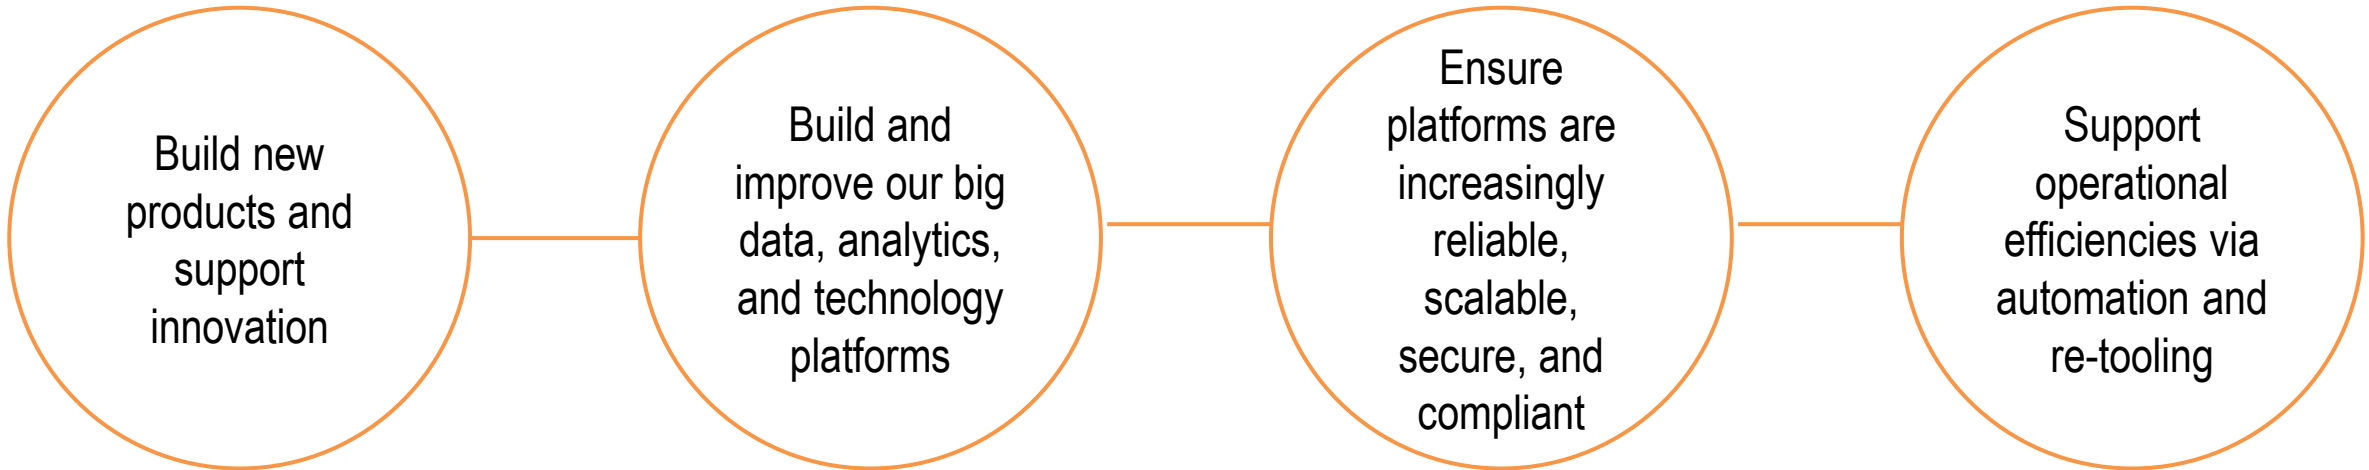 Build new
products and
support
innovation
Build and
improve our big
data, analytics,
and technology
platforms
Ensure
platforms are
increasingly
reliable,
scalable,
secure, and
compliant
Support
operational
efficiencies via
automation and
re-tooling